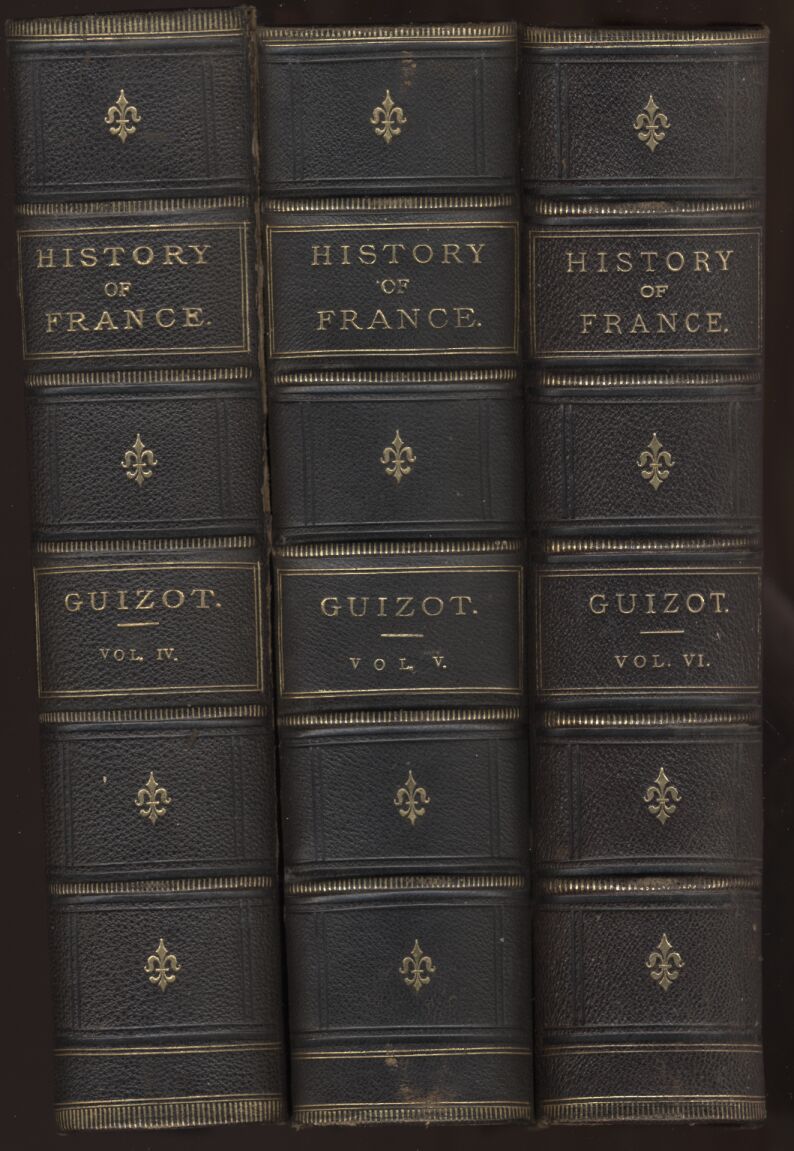 HISTORY
OF
FRANCE.
GUIZOT.
VOL. IV.
HISTORY
OF
FRANCE.
GUIZOT.
VOL. V.
HISTORY
OF
FRANCE.
GUIZOT.
VOL. VI.